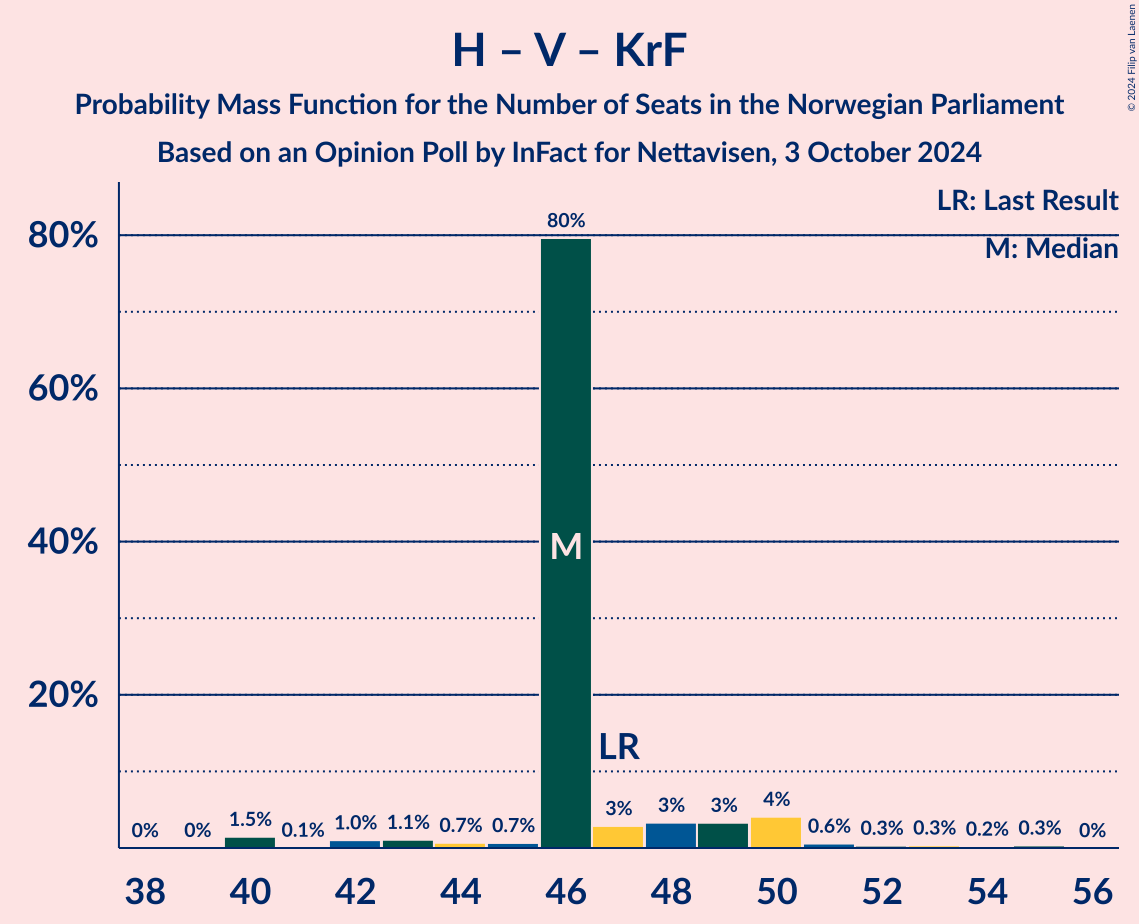 H – V – KrF
Probability Mass Function for the Number of Seats in the Norwegian Parliament
Based on an Opinion Poll by InFact for Nettavisen, 3 October 2024
© 2024 Filip van Laenen
LR: Last Result
M: Median
80%
60%
40%
20%
0% 0% 1.5% 0.1% 1.0% 1.1% 0.7% 0.7% 80% 3% 3% 3% 4% 0.6% 0.3% 0.3% 0.2% 0.3% 0%
M
LR
38 40 42 44 46 48 50 52 54 56